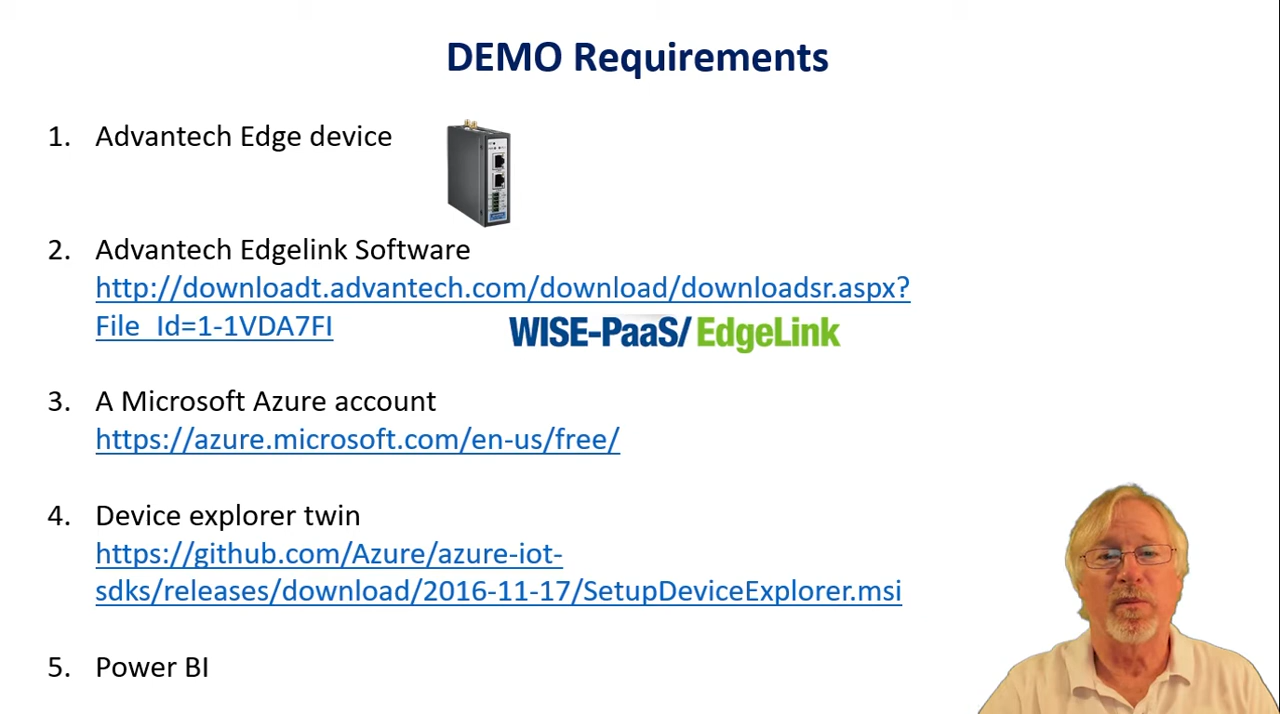 DEMO Requirements
1. Advantech Edge device
2. Advantech Edgelink Software
http://downloadt.advantech.com/download/downloadsr.aspx?
File_Id=1-1VDA7FI
WISE-PaaS/EdgeLink
3. A Microsoft Azure account
https://azure.microsoft.com/en-us/free/
4. Device explorer twin
https://github.com/Azure/azure-iot-
sdks/releases/download/2016-11-17/SetupDeviceExplorer.msi
5. Power BI